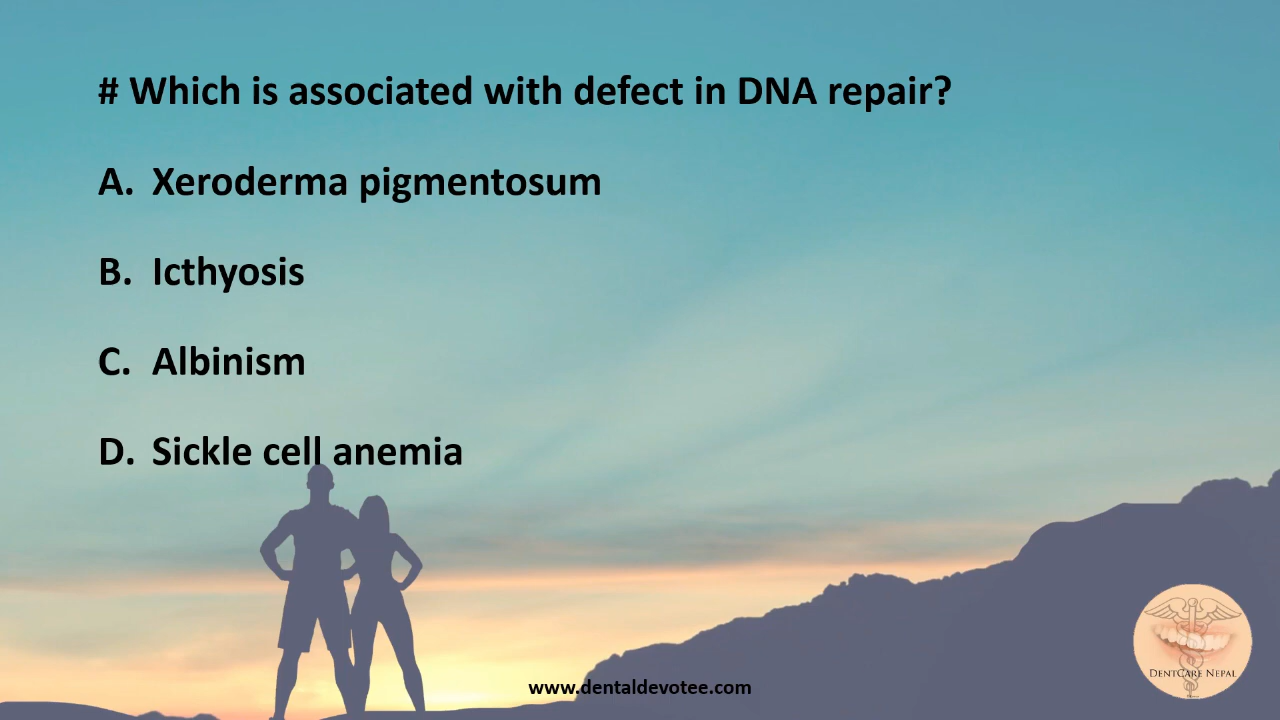 # Which is associated with defect in DNA repair?
A. Xeroderma pigmentosum
B. Icthyosis
C. Albinism
D. Sickle cell anemia
www.dentaldevotee.com
DENTCARE NEPAL